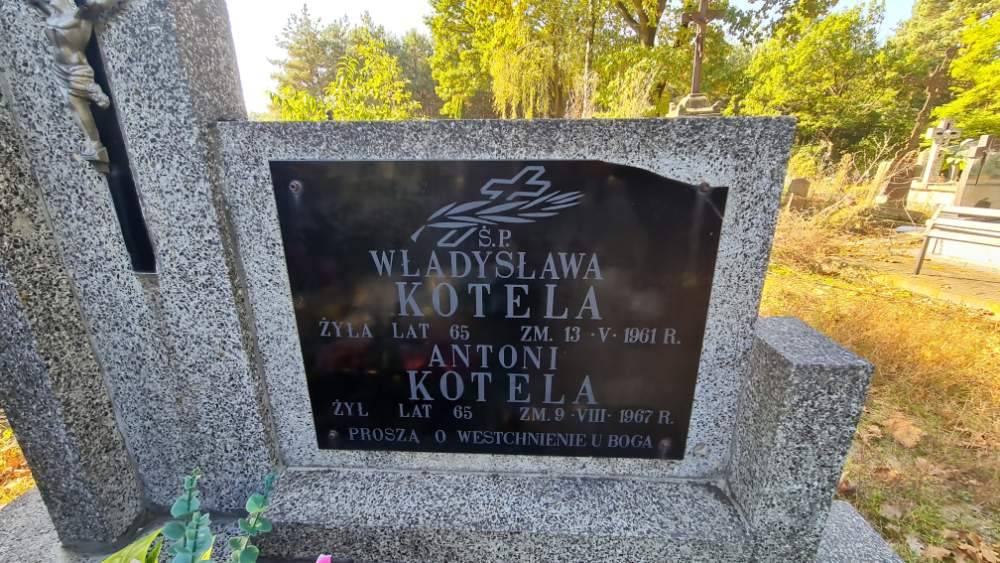 Ś.P.
WŁADYSŁAWA
KOTELA
ŻYŁA LAT 65 ZM. 13 ·V· 1961 R.
ANTONI
KOTELA
ŻYŁ LAT 65 ZM. 9 ·VIII· 1967 R.
PROSZĄ O WESTCHNIENIE U BOGA